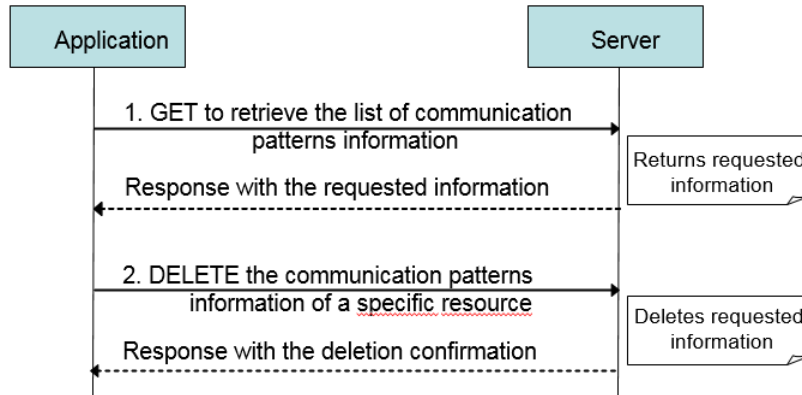 Application
Server
1. GET to retrieve the list of communication
patterns information
Returns requested
information
Response with the requested information
2. DELETE the communication patterns
information of a specific resource
Deletes requested
information
Response with the deletion confirmation